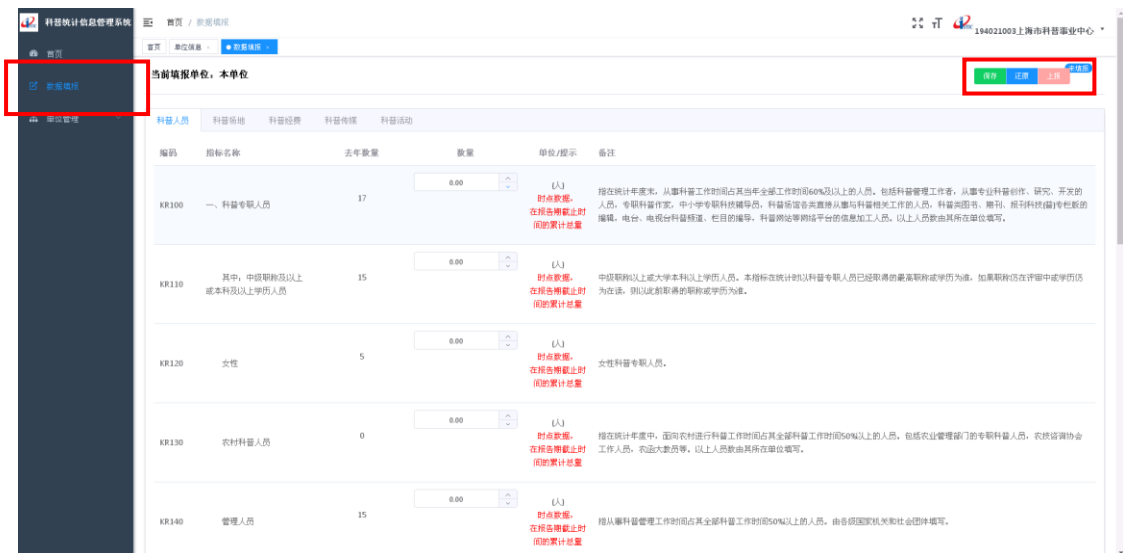 科普统计信息管理系统
首页 / 数据填报
194021003上海市科普事业中心
首页
数据填报
单位管理
首页 单位信息 × ● 数据填报 ×
当前填报单位：本单位
保存 还原 上报 未填报
科普人员 科普场地 科普经费 科普传媒 科普活动
编码 指标名称 去年数量 数量 单位/提示 备注
KR100 一、科普专职人员 17 0.00
(人)
时点数据，
在报告期截止时
间的累计总量
指在统计年度末，从事科普工作时间占其当年全部工作时间60%及以上的人员。包括科普管理工作者，从事专业科普创作、研究、开发的
人员，专职科普作家，中小学专职科技辅导员，科普场馆各类直接从事与科普相关工作的人员，科普类图书、期刊、报刊科技(普)专栏版的
编辑，电台、电视台科普频道、栏目的编导，科普网站等网络平台的信息加工人员。以上人员数由其所在单位填写。
KR110 其中：中级职称及以上
或本科及以上学历人员
15 0.00
(人)
时点数据，
在报告期截止时
间的累计总量
中级职称以上或大学本科以上学历人员。本指标在统计时以科普专职人员已经取得的最高职称或学历为准，如果职称仍在评审中或学历仍
为在读，则以此前取得的职称或学历为准。
KR120 女性 5 0.00
(人)
时点数据，
在报告期截止时
间的累计总量
女性科普专职人员。
KR130 农村科普人员 0 0.00
(人)
时点数据，
在报告期截止时
间的累计总量
指在统计年度中，面向农村进行科普工作时间占其全部科普工作时间50%以上的人员。包括农业管理部门的专职科普人员，农技咨询协会
工作人员，农函大教员等。以上人员数由其所在单位填写。
KR140 管理人员 15 0.00
(人)
时点数据，
在报告期截止时
间的累计总量
指从事科普管理工作时间占其全部科普工作时间50%以上的人员。由各级国家机关和社会团体填写。